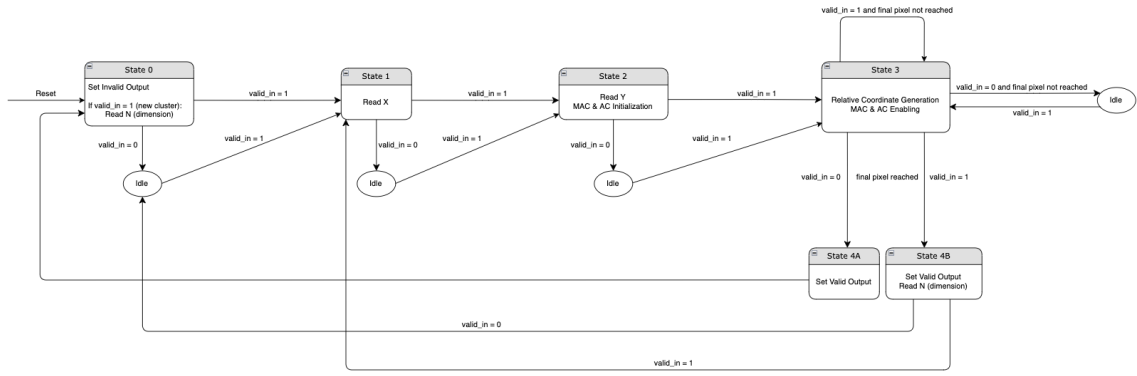 valid_in = 1 and final pixel not reached
State 0
Set Invalid Output
If valid_in = 1 (new cluster):
Read N (dimension)
Reset
valid_in = 1
State 1
Read X
valid_in = 1
State 2
Read Y
MAC & AC Initialization
valid_in = 1
State 3
Relative Coordinate Generation
MAC & AC Enabling
valid_in = 0 and final pixel not reached
valid_in = 1
Idle
valid_in = 0
valid_in = 1
Idle
valid_in = 0
valid_in = 1
Idle
valid_in = 0
valid_in = 1
Idle
valid_in = 0
final pixel reached
valid_in = 1
State 4A
Set Valid Output
State 4B
Set Valid Output
Read N (dimension)
valid_in = 0
valid_in = 1